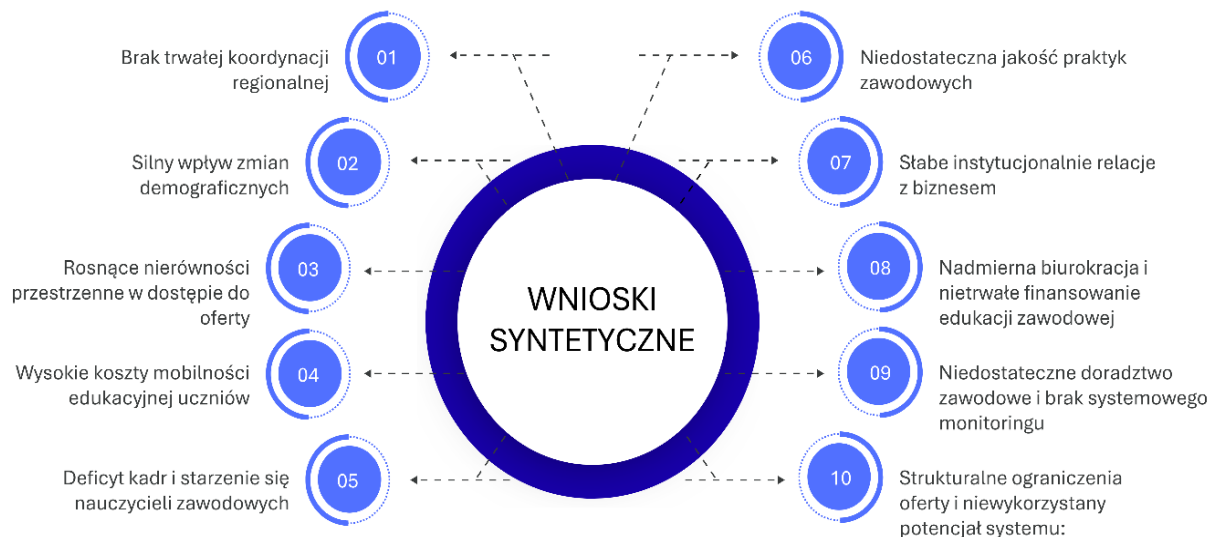 01
Brak trwałej koordynacji
regionalnej
02
Silny wpływ zmian
demograficznych
03
Rosnące nierówności
przestrzenne w dostępie do
oferty
04
Wysokie koszty mobilności
edukacyjnej uczniów
05
Deficyt kadr i starzenie się
nauczycieli zawodowych
WNIOSKI
SYNTETYCZNE
06
Niedostateczna jakość praktyk
zawodowych
07
Słabe instytucjonalnie relacje
z biznesem
08
Nadmierna biurokracja i
nietrwałe finansowanie
edukacji zawodowej
09
Niedostateczne doradztwo
zawodowe i brak systemowego
monitoringu
10
Strukturalne ograniczenia
oferty i niewykorzystany
potencjał systemu: